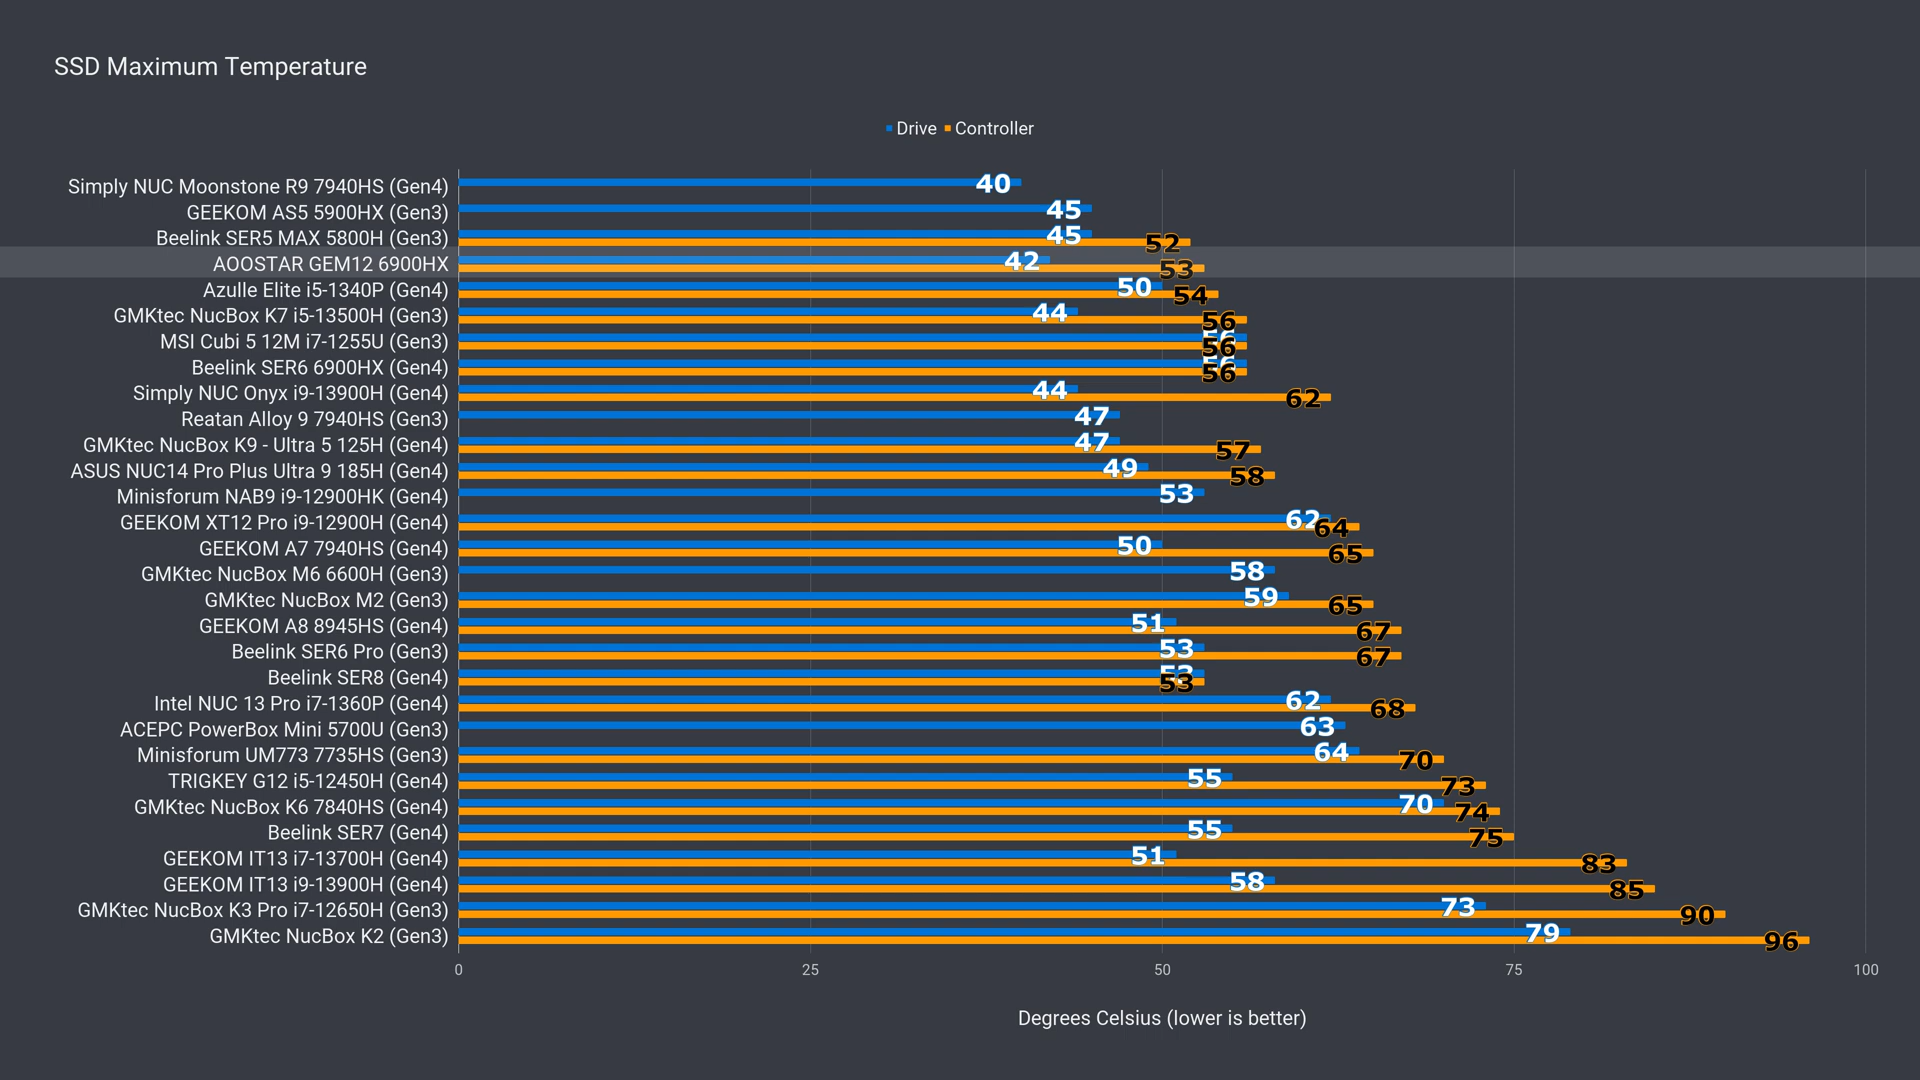 SSD Maximum Temperature
Drive Controller
Simply NUC Moonstone R9 7940HS (Gen4) 40
GEEKOM AS5 5900HX (Gen3) 45
Beelink SER5 MAX 5800H (Gen3) 45 52
AOOSTAR GEM12 6900HX 42 53
Azulle Elite i5-1340P (Gen4) 50 54
GMKtec NucBox K7 i5-13500H (Gen3) 44 56
MSI Cubi 5 12M i7-1255U (Gen3) 56 56
Beelink SER6 6900HX (Gen4) 56 56
Simply NUC Onyx i9-13900H (Gen4) 44 62
Reatan Alloy 9 7940HS (Gen3) 47
GMKtec NucBox K9 - Ultra 5 125H (Gen4) 47 57
ASUS NUC14 Pro Plus Ultra 9 185H (Gen4) 49 58
Minisforum NAB9 i9-12900HK (Gen4) 53
GEEKOM XT12 Pro i9-12900H (Gen4) 62 64
GEEKOM A7 7940HS (Gen4) 50 65
GMKtec NucBox M6 6600H (Gen3) 58
GMKtec NucBox M2 (Gen3) 59 65
GEEKOM A8 8945HS (Gen4) 51 67
Beelink SER6 Pro (Gen3) 53 67
Beelink SER8 (Gen4) 53 53
Intel NUC 13 Pro i7-1360P (Gen4) 62 68
ACEPC PowerBox Mini 5700U (Gen3) 63
Minisforum UM773 7735HS (Gen3) 64 70
TRIGKEY G12 i5-12450H (Gen4) 55 73
GMKtec NucBox K6 7840HS (Gen4) 70 74
Beelink SER7 (Gen4) 55 75
GEEKOM IT13 i7-13700H (Gen4) 51 83
GEEKOM IT13 i9-13900H (Gen4) 58 85
GMKtec NucBox K3 Pro i7-12650H (Gen3) 73 90
GMKtec NucBox K2 (Gen3) 79 96
0 25 50 75 100
Degrees Celsius (lower is better)